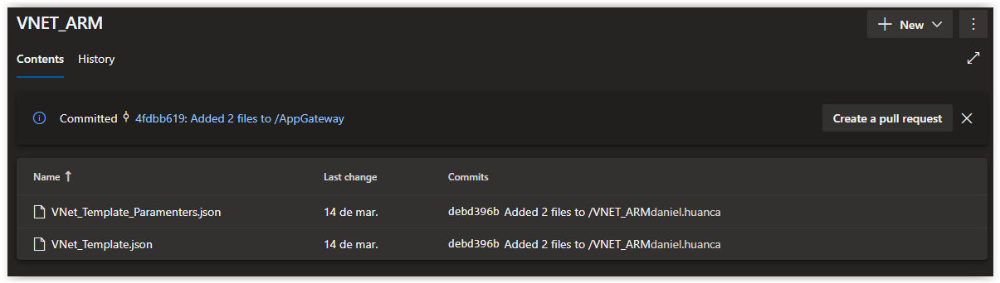 VNET_ARM
New
Contents History
Committed 4fdbb619: Added 2 files to /AppGateway
Create a pull request
Name Last change Commits
VNet_Template_Paramenters.json 14 de mar. debd396b Added 2 files to /VNET_ARMdaniel.huanca
VNet_Template.json 14 de mar. debd396b Added 2 files to /VNET_ARMdaniel.huanca